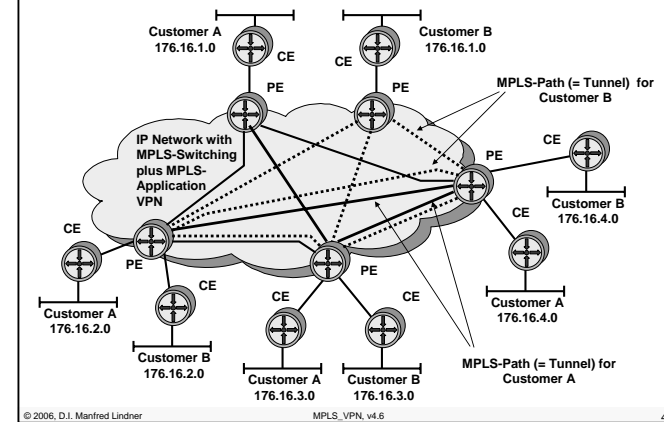 Customer A
176.16.1.0
CE
Customer B
176.16.1.0
CE
PE
PE
MPLS-Path (= Tunnel) for
Customer B
IP Network with
MPLS-Switching
plus MPLS-
Application
VPN
CE
PE
Customer B
176.16.4.0
CE
PE
CE
Customer A
176.16.2.0
CE
Customer B
176.16.2.0
PE
CE
CE
Customer A
176.16.3.0
Customer B
176.16.3.0
Customer A
176.16.4.0
MPLS-Path (= Tunnel) for
Customer A
© 2006, D.I. Manfred Lindner
MPLS_VPN, v4.6
4